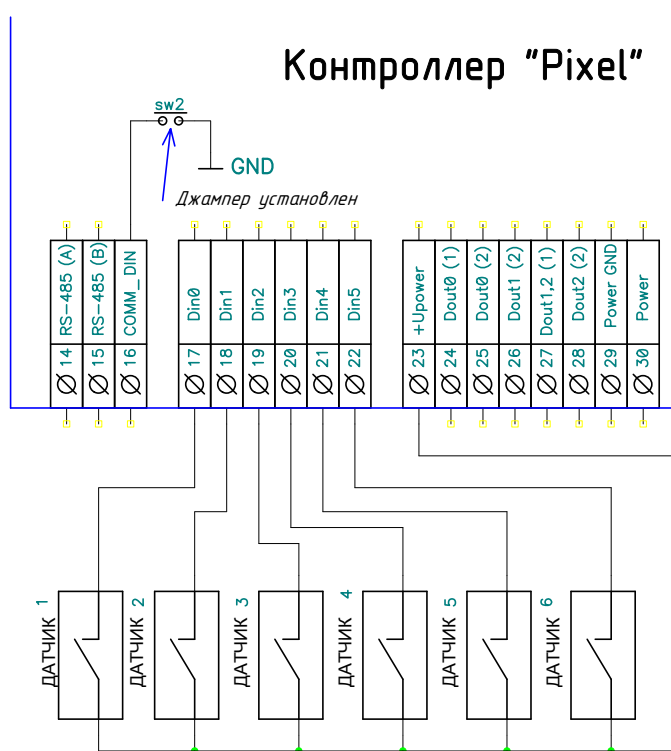 Контроллер "Pixel"
sw2
GND
Джампер установлен
14 RS-485 (A)
15 RS-485 (B)
16 COMM_ DIN
17 Din0
18 Din1
19 Din2
20 Din3
21 Din4
22 Din5
23 +Upower
24 Dout0 (1)
25 Dout0 (2)
26 Dout1 (2)
27 Dout1,2 (1)
28 Dout2 (2)
29 Power GND
30 Power
ДАТЧИК 1
ДАТЧИК 2
ДАТЧИК 3
ДАТЧИК 4
ДАТЧИК 5
ДАТЧИК 6